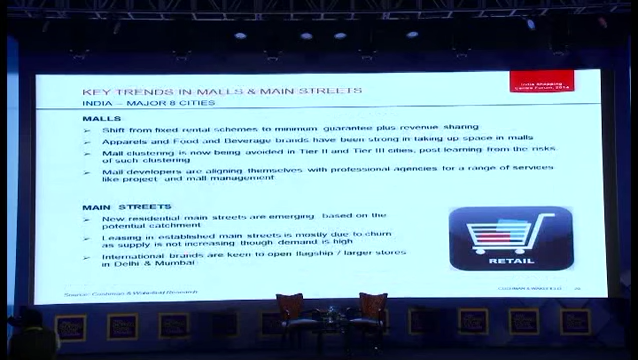 KEY TRENDS IN MALLS & MAIN STREETS
India Shopping
Centre Forum, 2014
INDIA – MAJOR 8 CITIES
MALLS
➢ Shift from fixed rental schemes to minimum guarantee plus revenue sharing
➢ Apparels and Food and Beverage brands have been strong in taking up space in malls
➢ Mall clustering is now being avoided in Tier II and Tier III cities, post learning from the risks
of such clustering
➢ Mall developers are aligning themselves with professional agencies for a range of services
like project and mall management
MAIN STREETS
➢ New residential main streets are emerging based on the
potential catchment
➢ Leasing in established main streets is mostly due to churn
as supply is not increasing though demand is high
➢ International brands are keen to open flagship / larger stores
in Delhi & Mumbai
RETAIL
Source: Cushman & Wakefield Research
CUSHMAN & WAKEFIELD